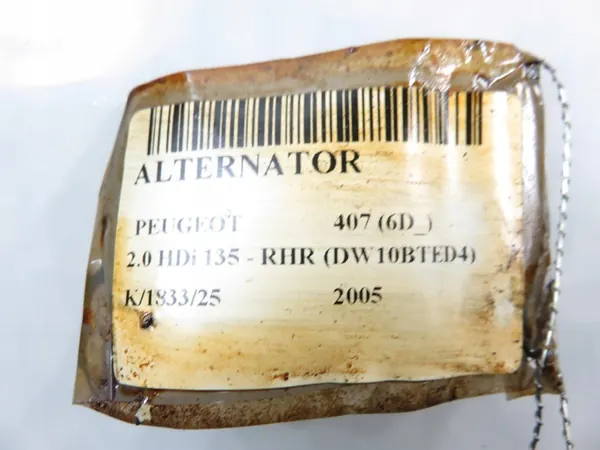 ALTERNATOR
PEUGEOT 407 (6D_)
2.0 HDi 135 - RHR (DW10BTED4)
K/1833/25 2005